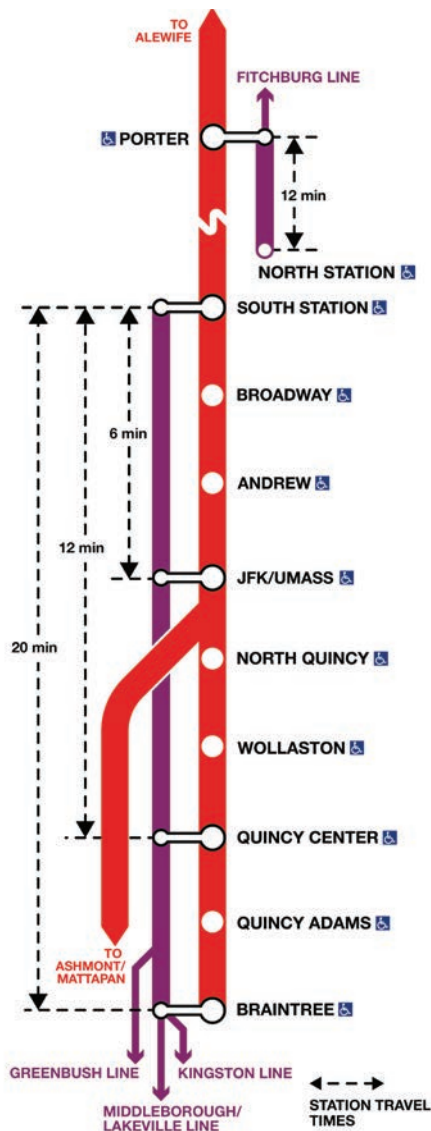 TO
ALEWIFE
FITCHBURG LINE
PORTER
12 min
NORTH STATION
SOUTH STATION
BROADWAY
6 min
ANDREW
12 min
JFK/UMASS
20 min
NORTH QUINCY
WOLLASTON
QUINCY CENTER
QUINCY ADAMS
TO
ASHMONT/
MATTAPAN
BRAINTREE
GREENBUSH LINE
KINGSTON LINE
MIDDLEBOROUGH/
LAKEVILLE LINE
STATION TRAVEL
TIMES